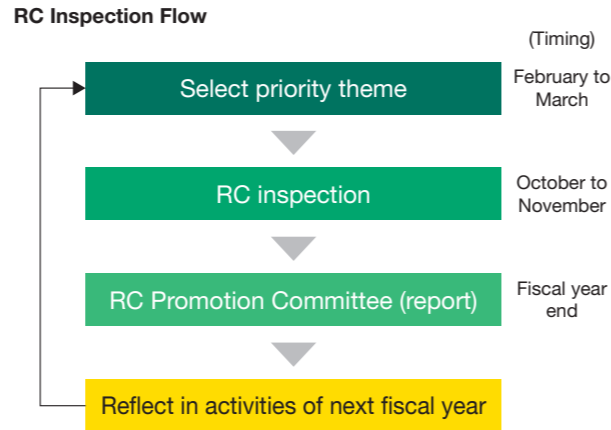 RC Inspection Flow
(Timing)
Select priority theme
February to
March
RC inspection
October to
November
RC Promotion Committee (report)
Fiscal year
end
Reflect in activities of next fiscal year